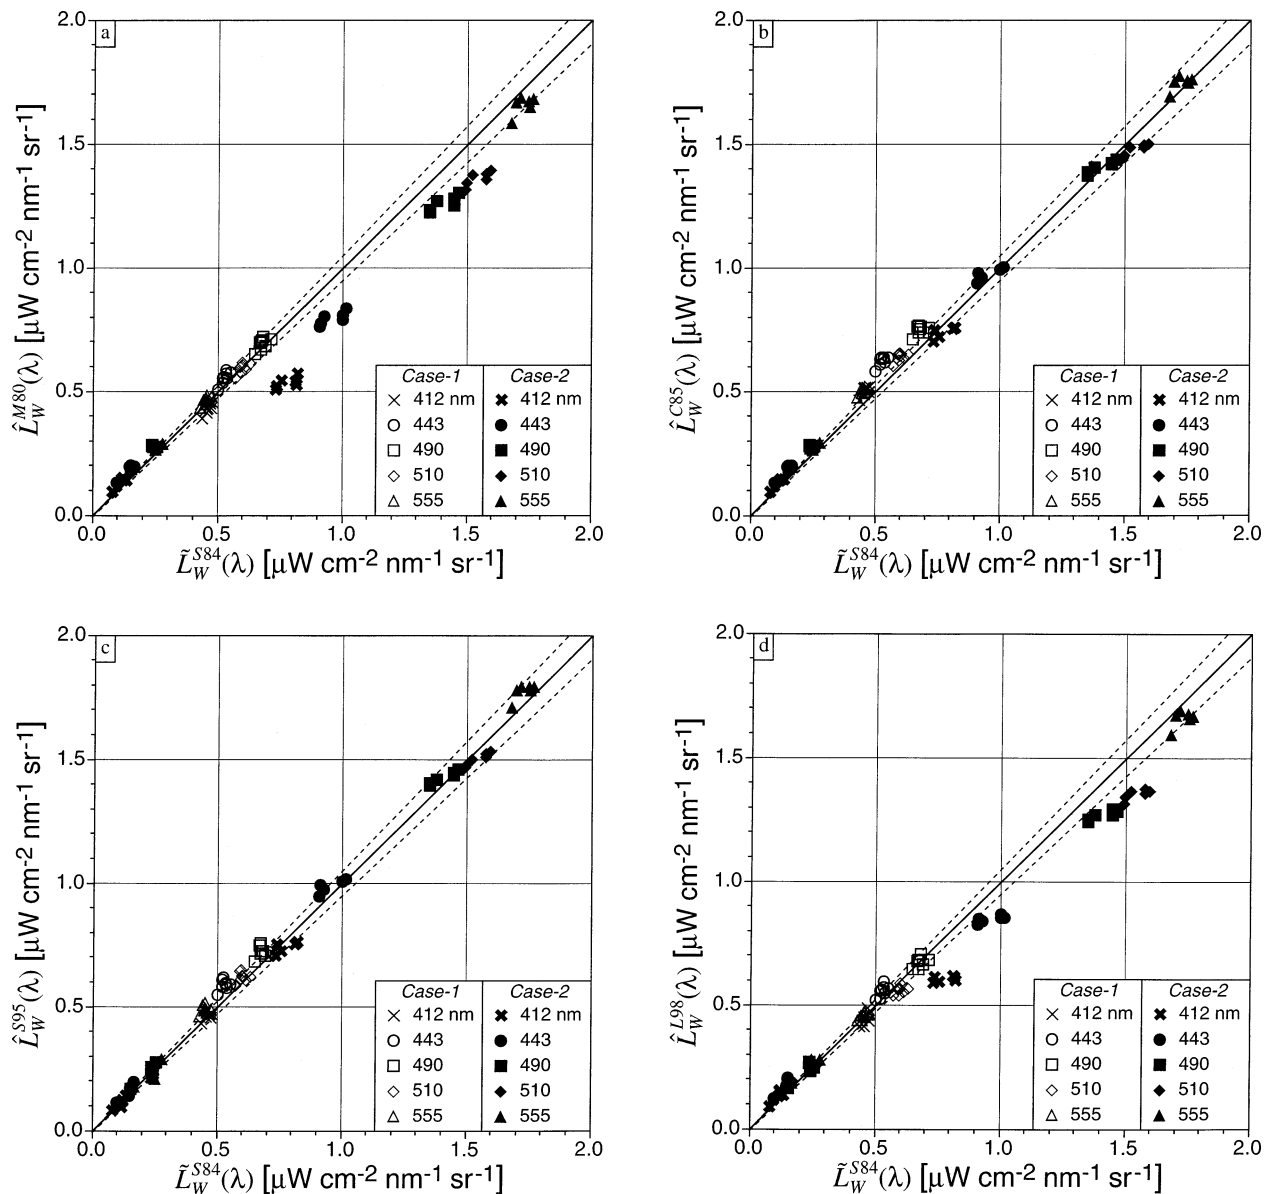 a
2.0
1.5
1.0
0.5
0.0
0.0 0.5 1.0 1.5 2.0
L̂_W^M80(λ) [µW cm-2 nm-1 sr-1]
L̃_W^S84(λ) [µW cm-2 nm-1 sr-1]
Case-1 Case-2
412 nm 412 nm
443 443
490 490
510 510
555 555
b
2.0
1.5
1.0
0.5
0.0
0.0 0.5 1.0 1.5 2.0
L̂_W^C85(λ) [µW cm-2 nm-1 sr-1]
L̃_W^S84(λ) [µW cm-2 nm-1 sr-1]
Case-1 Case-2
412 nm 412 nm
443 443
490 490
510 510
555 555
c
2.0
1.5
1.0
0.5
0.0
0.0 0.5 1.0 1.5 2.0
L̂_W^S95(λ) [µW cm-2 nm-1 sr-1]
L̃_W^S84(λ) [µW cm-2 nm-1 sr-1]
Case-1 Case-2
412 nm 412 nm
443 443
490 490
510 510
555 555
d
2.0
1.5
1.0
0.5
0.0
0.0 0.5 1.0 1.5 2.0
L̂_W^L98(λ) [µW cm-2 nm-1 sr-1]
L̃_W^S84(λ) [µW cm-2 nm-1 sr-1]
Case-1 Case-2
412 nm 412 nm
443 443
490 490
510 510
555 555